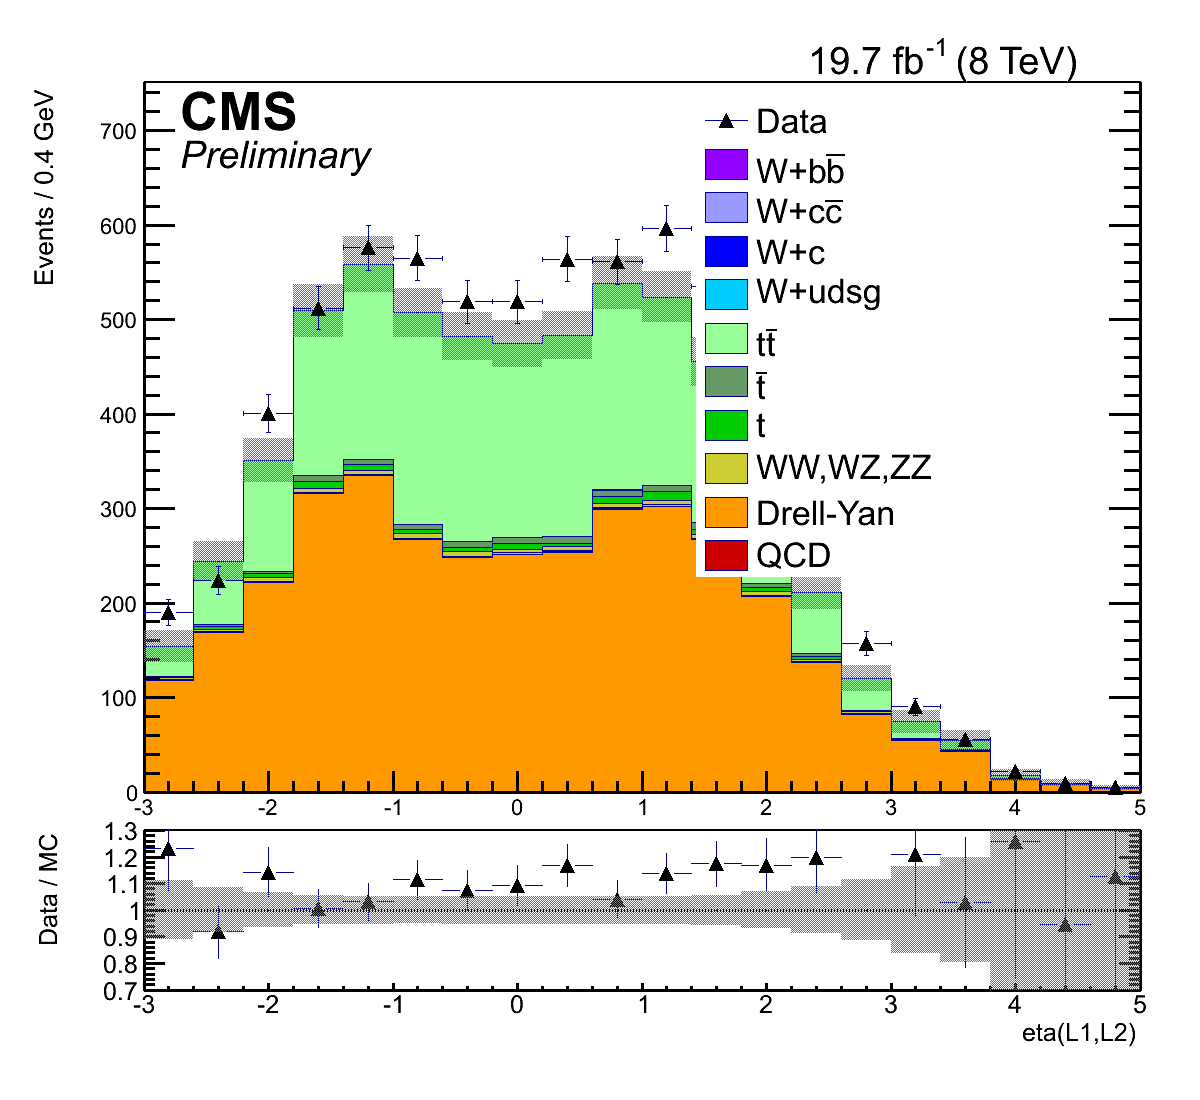 19.7 fb⁻¹ (8 TeV)
CMS
Preliminary
Events / 0.4 GeV
700
600
500
400
300
200
100
0
Data
W+bb̅
W+cc̅
W+c
W+udsg
tt̅
t̅
t
WW,WZ,ZZ
Drell-Yan
QCD
-3 -2 -1 0 1 2 3 4 5
Data / MC
1.3
1.2
1.1
1
0.9
0.8
0.7
-3 -2 -1 0 1 2 3 4 5
eta(L1,L2)